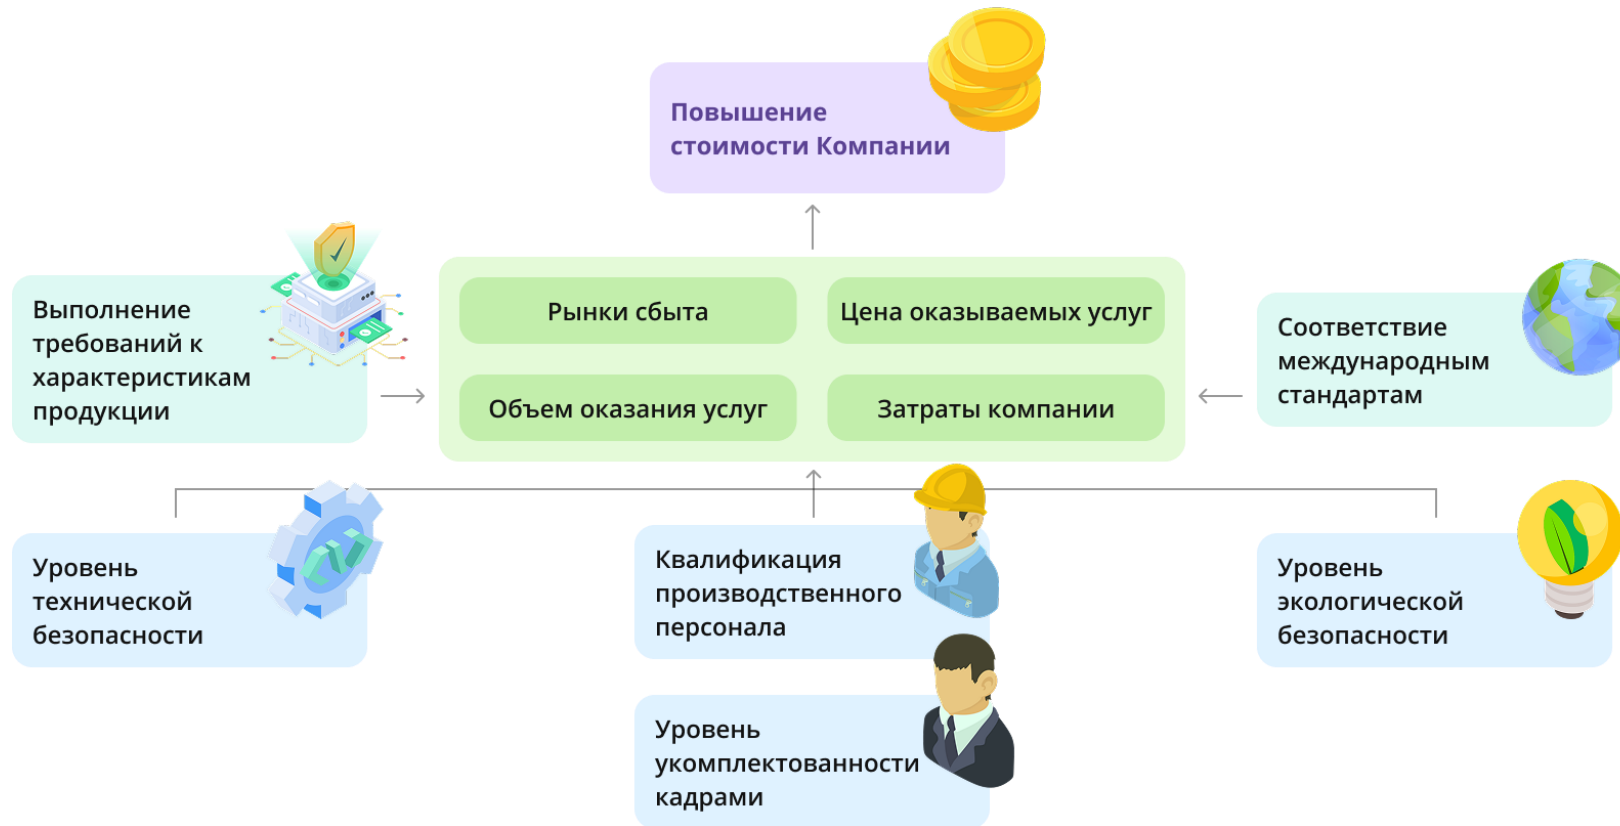 Повышение
стоимости Компании
Выполнение
требований к
характеристикам
продукции
Рынки сбыта
Цена оказываемых услуг
Объем оказания услуг
Затраты компании
Соответствие
международным
стандартам
Уровень
технической
безопасности
Квалификация
производственного
персонала
Уровень
экологической
безопасности
Уровень
укомплектованности
кадрами